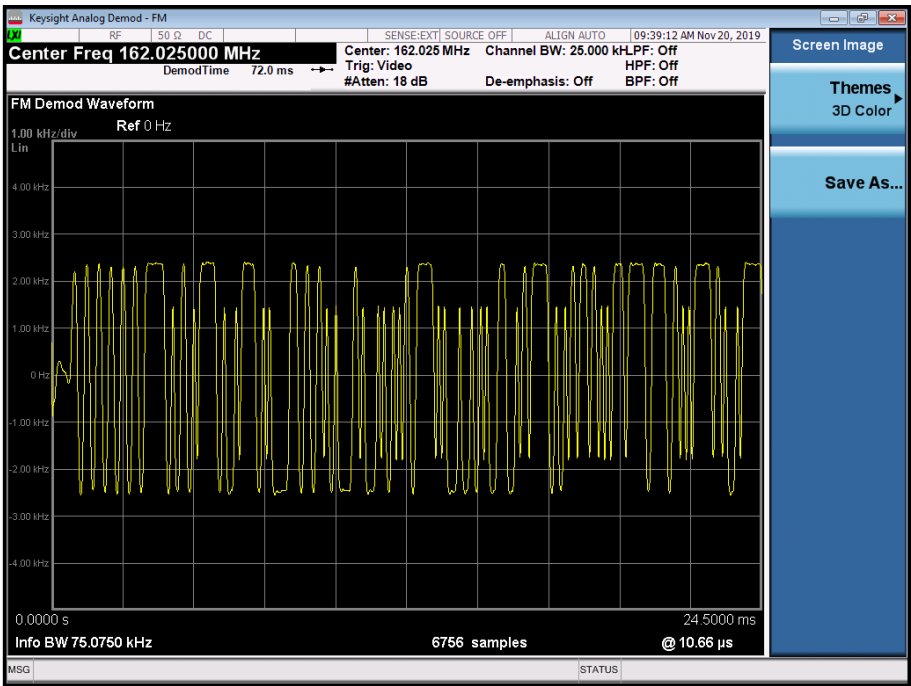 Keysight Analog Demod - FM
LXI RF 50 Ω DC SENSE:EXT SOURCE OFF ALIGN AUTO 09:39:12 AM Nov 20, 2019
Center Freq 162.025000 MHz
DemodTime 72.0 ms
Center: 162.025 MHz Channel BW: 25.000 kHLPF: Off
Trig: Video HPF: Off
#Atten: 18 dB De-emphasis: Off BPF: Off
Screen Image
Themes
3D Color
Save As...
FM Demod Waveform
Ref 0 Hz
1.00 kHz/div
Lin
4.00 kHz
3.00 kHz
2.00 kHz
1.00 kHz
0 Hz
-1.00 kHz
-2.00 kHz
-3.00 kHz
-4.00 kHz
0.0000 s 24.5000 ms
Info BW 75.0750 kHz 6756 samples @ 10.66 µs
MSG STATUS